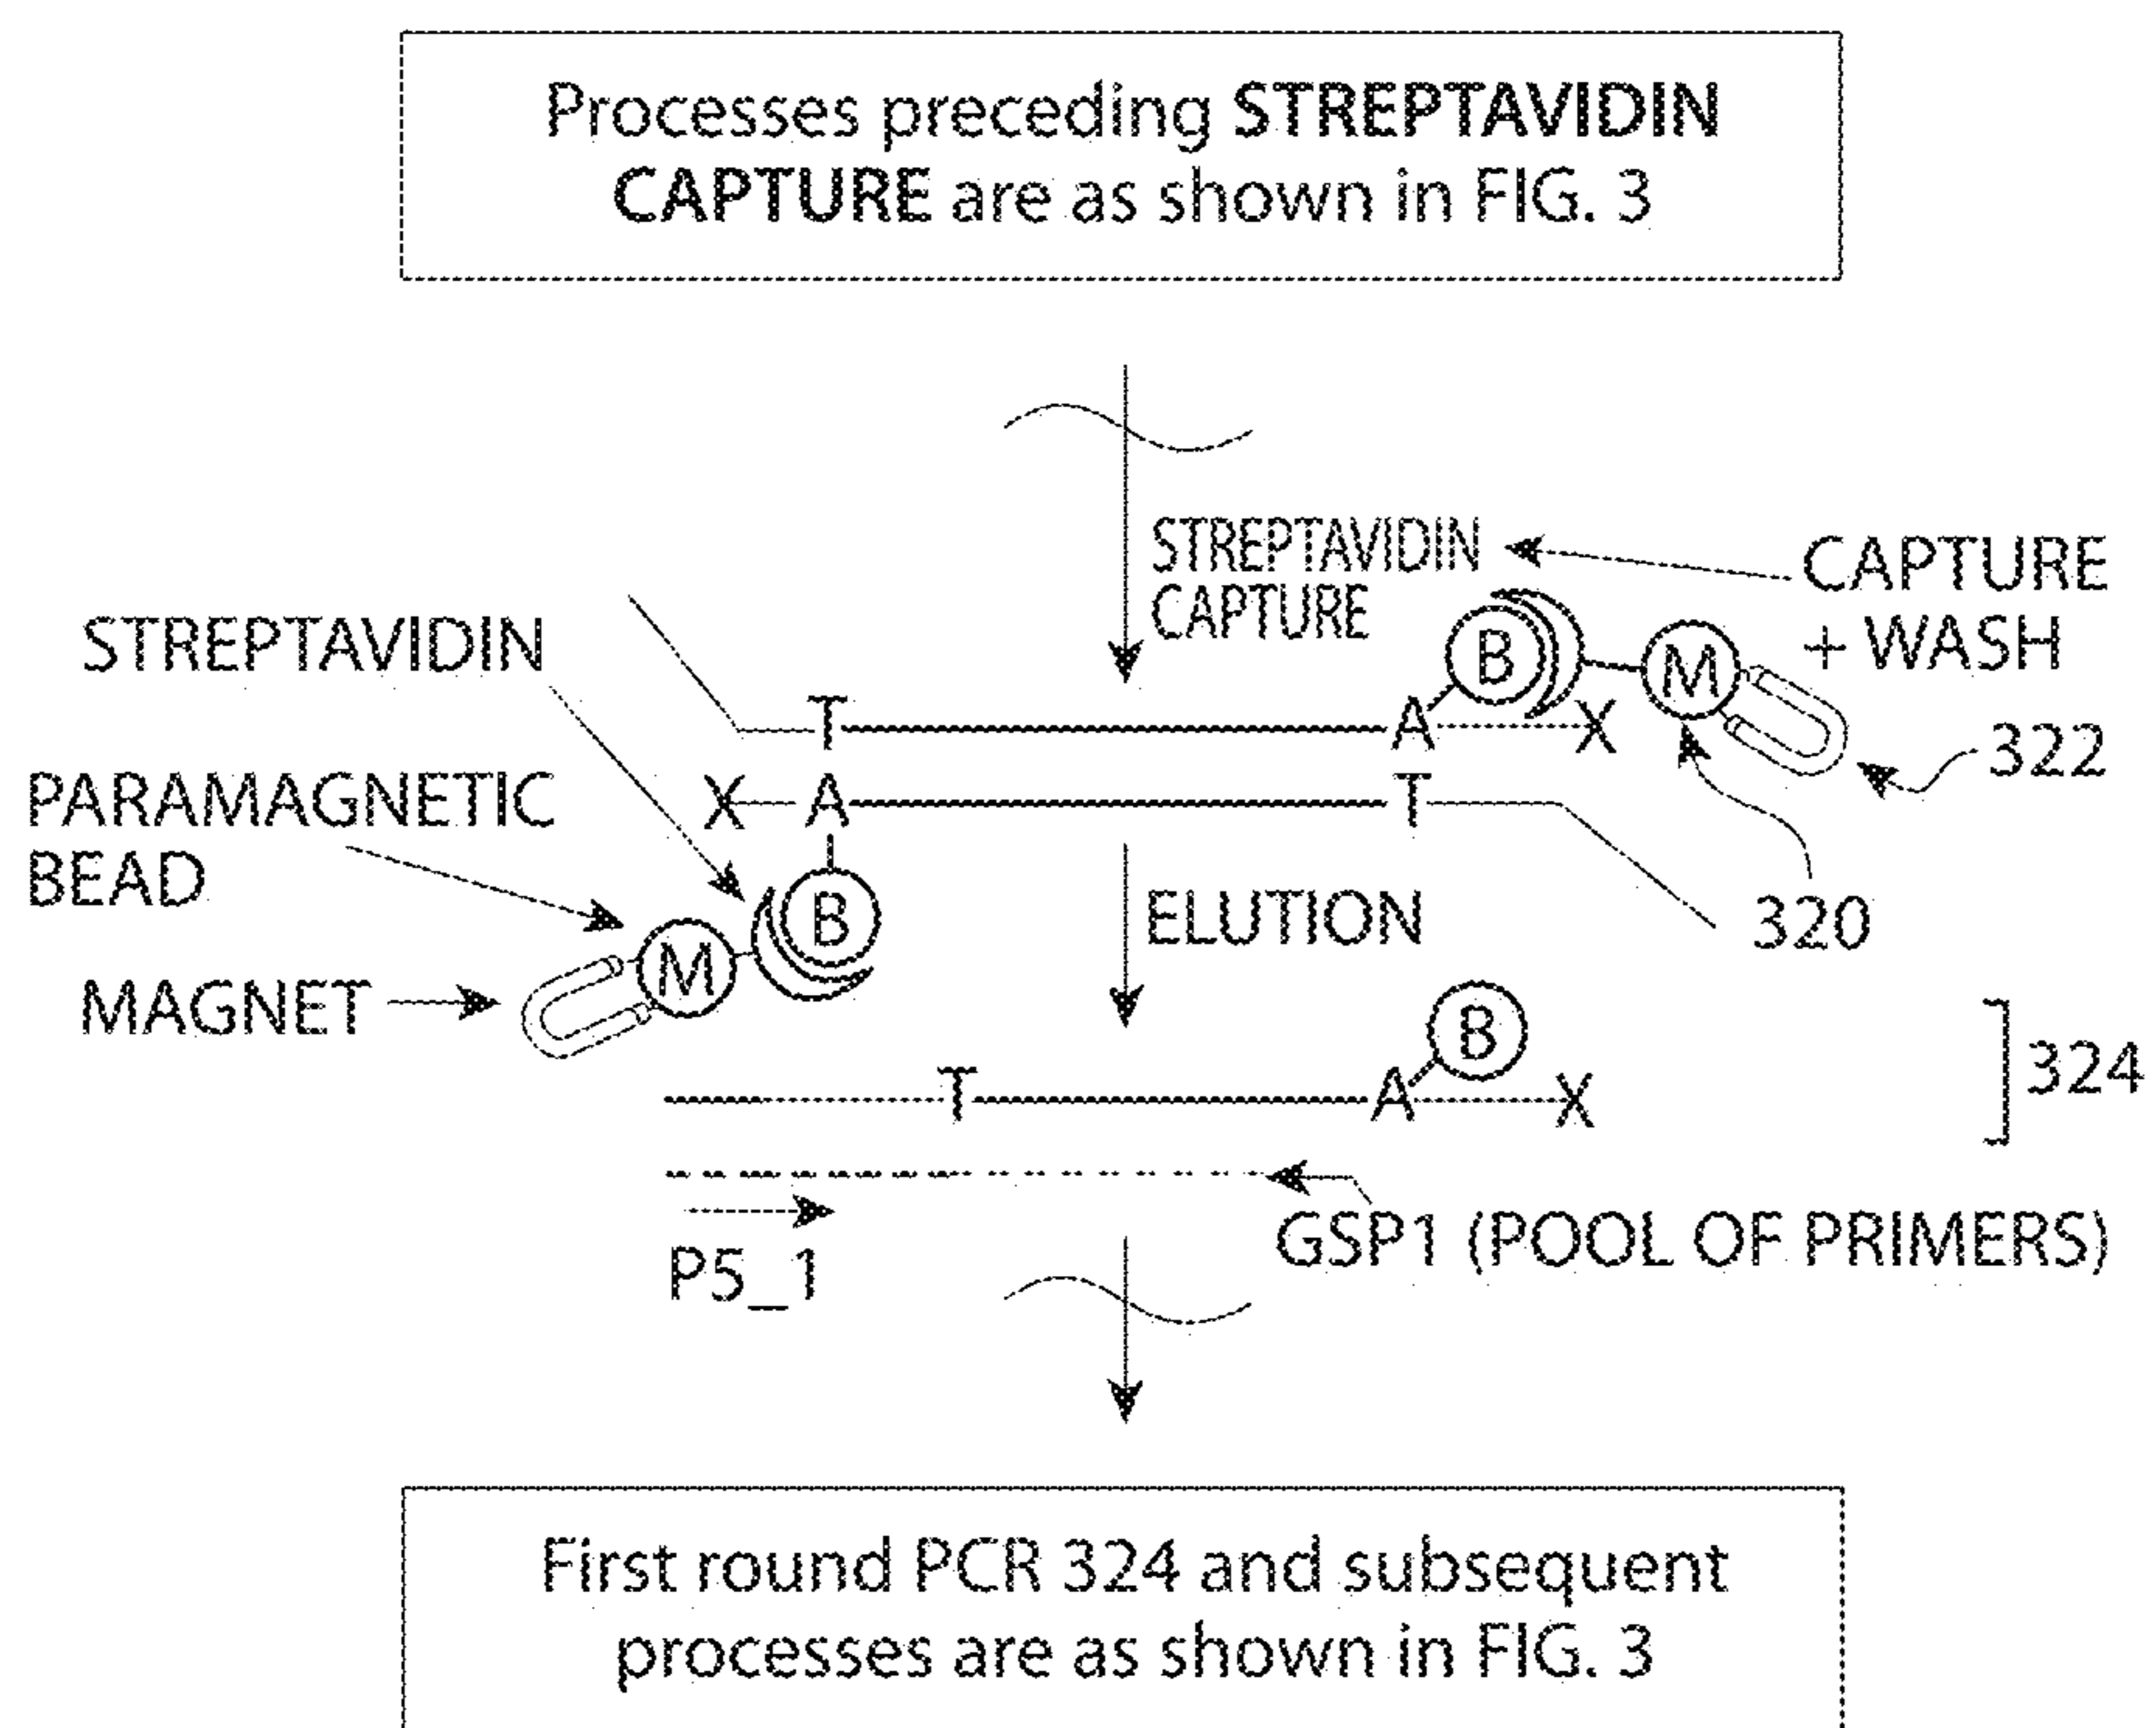 Processes preceding STREPTAVIDIN
CAPTURE are as shown in FIG. 3
STREPTAVIDIN
CAPTURE
CAPTURE
+ WASH
STREPTAVIDIN
B
M
T
A
X
322
PARAMAGNETIC
BEAD
X
A
T
B
ELUTION
320
M
MAGNET
B
T
A
X
324
P5_1
GSP1 (POOL OF PRIMERS)
First round PCR 324 and subsequent
processes are as shown in FIG. 3